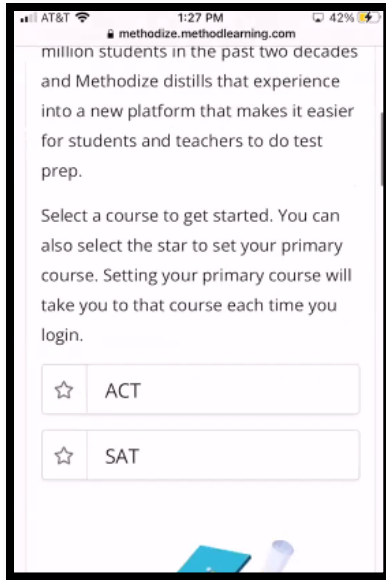 AT&T 1:27 PM 42%
methodize.methodlearning.com
million students in the past two decades
and Methodize distills that experience
into a new platform that makes it easier
for students and teachers to do test
prep.
Select a course to get started. You can
also select the star to set your primary
course. Setting your primary course will
take you to that course each time you
login.
ACT
SAT